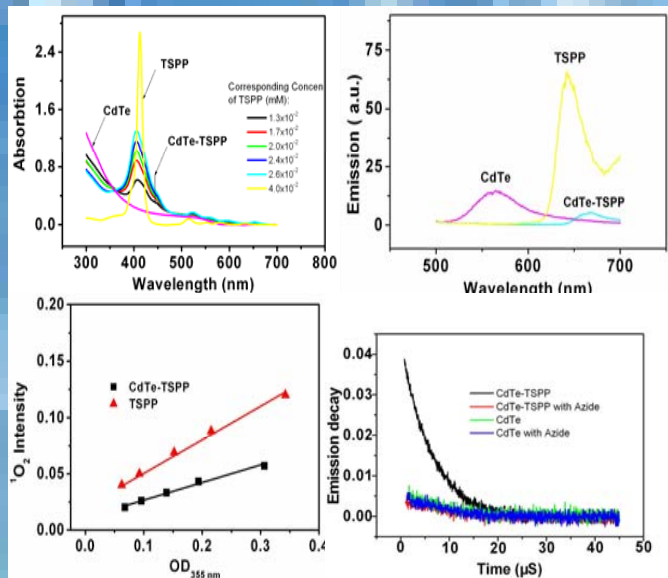 Absorbtion
2.4
1.6
0.8
0.0
TSPP
CdTe
CdTe-TSPP
Corresponding Concen
of TSPP (mM):
1.3x10⁻²
1.7x10⁻²
2.0x10⁻²
2.4x10⁻²
2.6x10⁻²
4.0x10⁻²
300 400 500 600 700 800
Wavelength (nm)
Emission ( a.u.)
75
50
25
0
TSPP
CdTe
CdTe-TSPP
500 600 700
Wavelength (nm)
¹O₂ Intensity
0.20
0.15
0.10
0.05
0.00
CdTe-TSPP
TSPP
0.0 0.1 0.2 0.3 0.4
OD355 nm
Emission decay
0.04
0.03
0.02
0.01
0.00
CdTe-TSPP
CdTe-TSPP with Azide
CdTe
CdTe with Azide
0 10 20 30 40 50
Time (µS)